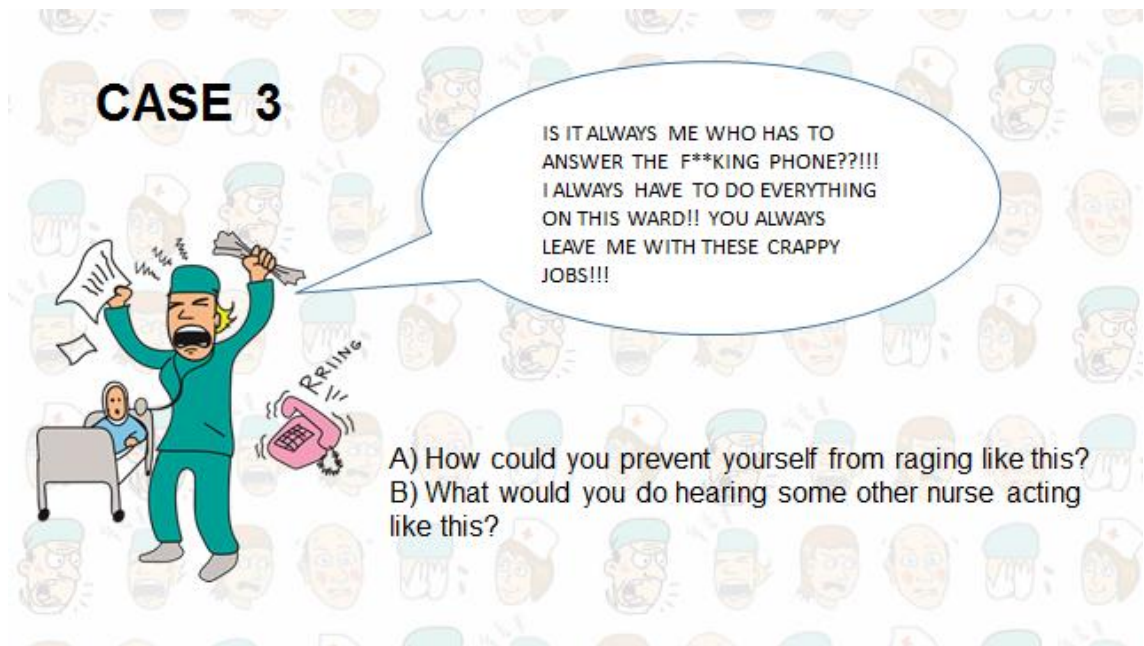 CASE 3
IS IT ALWAYS ME WHO HAS TO
ANSWER THE F**KING PHONE??!!!
I ALWAYS HAVE TO DO EVERYTHING
ON THIS WARD!! YOU ALWAYS
LEAVE ME WITH THESE CRAPPY
JOBS!!!
RRIING
A) How could you prevent yourself from raging like this?
B) What would you do hearing some other nurse acting
like this?